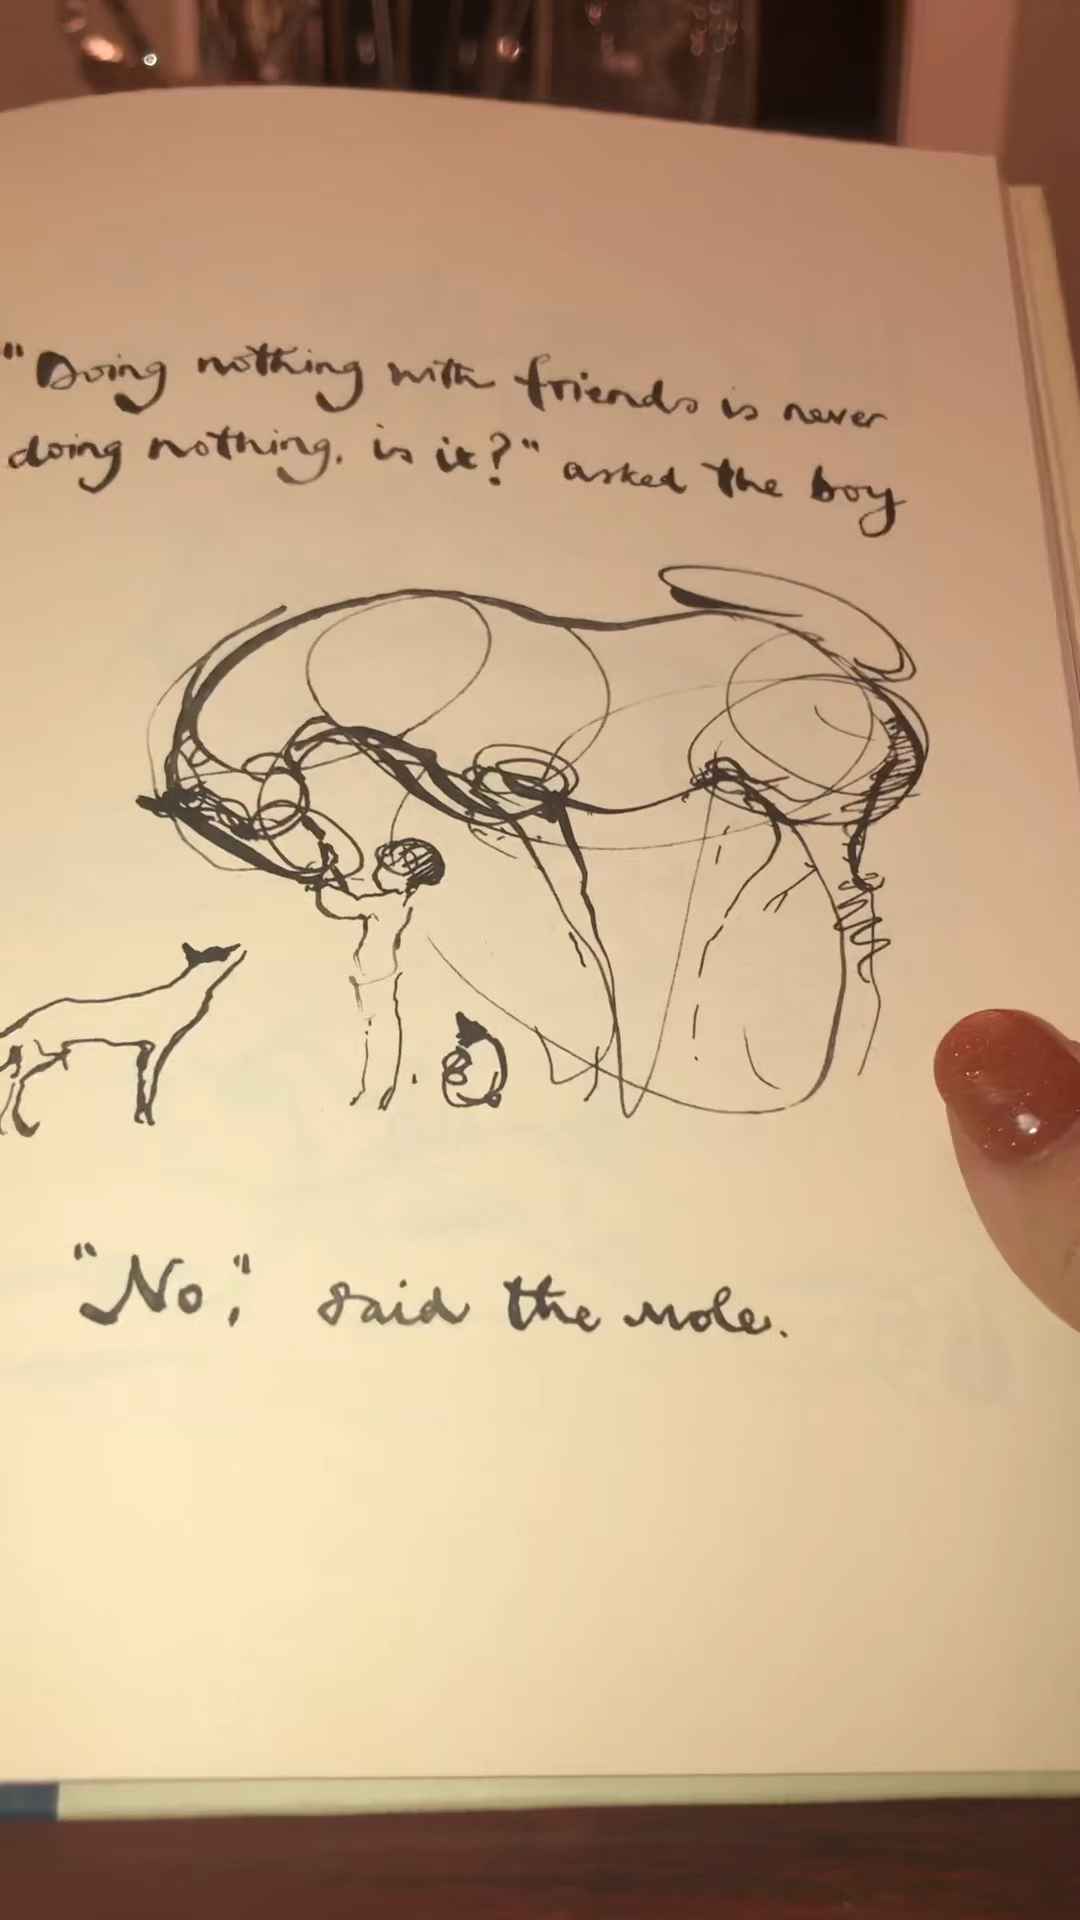 "Doing nothing with friends is never
doing nothing, is it?" asked the boy
"No," said the mole.